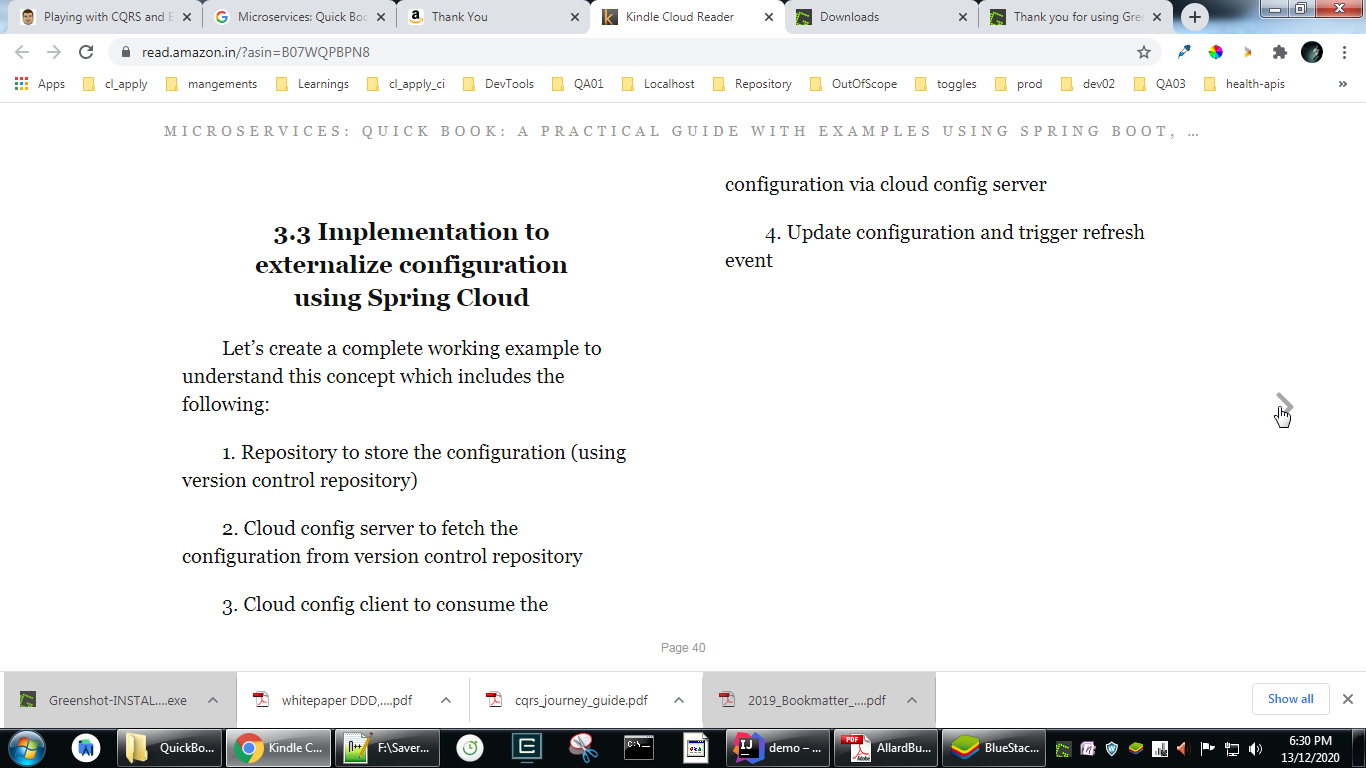 Playing with CQRS and E
Microservices: Quick Boo
Thank You
Kindle Cloud Reader
Downloads
Thank you for using Gre
read.amazon.in/?asin=B07WQPBPN8
Apps
cl_apply
mangements
Learnings
cl_apply_ci
DevTools
QA01
Localhost
Repository
OutOfScope
toggles
prod
dev02
QA03
health-apis
»
MICROSERVICES: QUICK BOOK: A PRACTICAL GUIDE WITH EXAMPLES USING SPRING BOOT, …
3.3 Implementation to
externalize configuration
using Spring Cloud
Let’s create a complete working example to
understand this concept which includes the
following:
1. Repository to store the configuration (using
version control repository)
2. Cloud config server to fetch the
configuration from version control repository
3. Cloud config client to consume the
configuration via cloud config server
4. Update configuration and trigger refresh
event
Page 40
Greenshot-INSTAL....exe
whitepaper DDD,....pdf
cqrs_journey_guide.pdf
2019_Bookmatter_....pdf
Show all
QuickBo...
Kindle C...
F:\Saver...
demo – ...
AllardBu...
BlueStac...
6:30 PM
13/12/2020